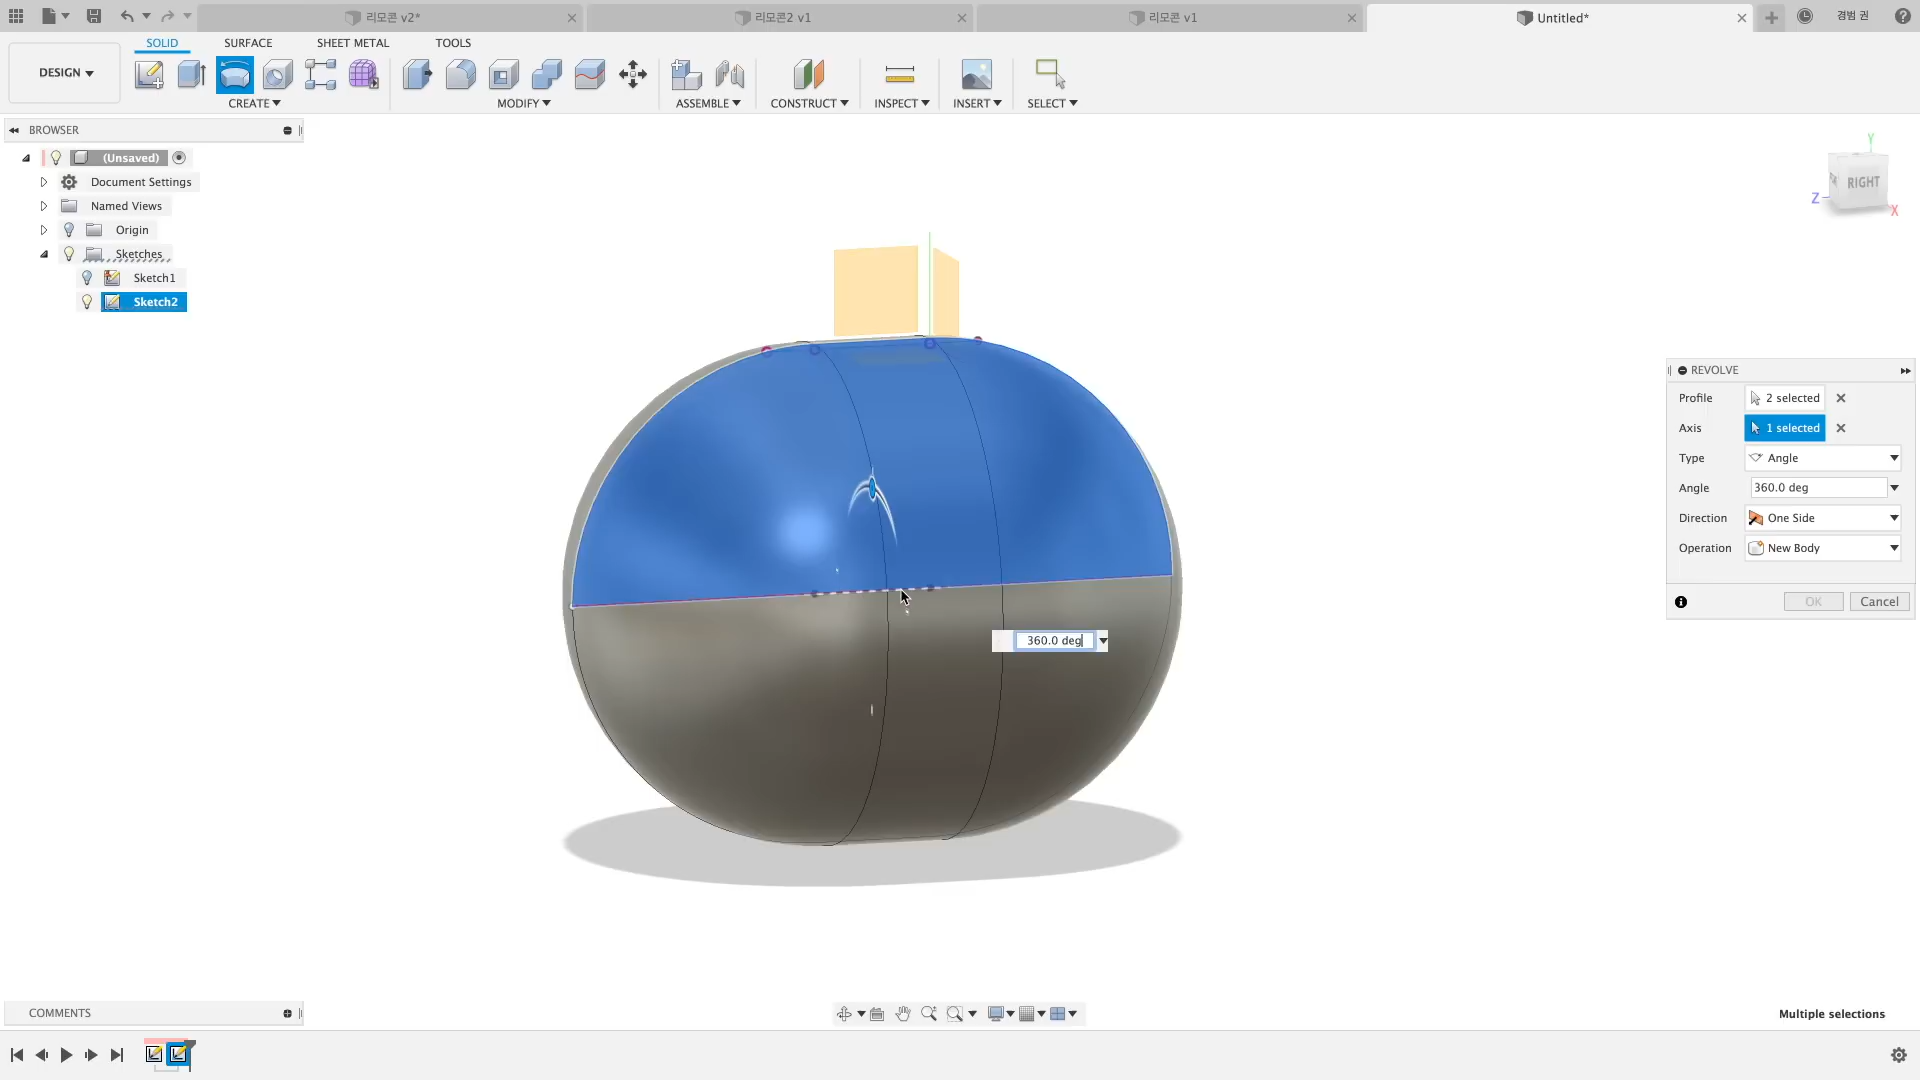 리모콘 v2*
리모콘2 v1
리모콘 v1
Untitled*
경범 권
DESIGN
SOLID
SURFACE
SHEET METAL
TOOLS
CREATE
MODIFY
ASSEMBLE
CONSTRUCT
INSPECT
INSERT
SELECT
BROWSER
(Unsaved)
Document Settings
Named Views
Origin
Sketches
Sketch1
Sketch2
Y
RIGHT
Z
X
REVOLVE
Profile
2 selected
Axis
1 selected
Type
Angle
Angle
360.0 deg
Direction
One Side
Operation
New Body
OK
Cancel
360.0 deg
COMMENTS
Multiple selections